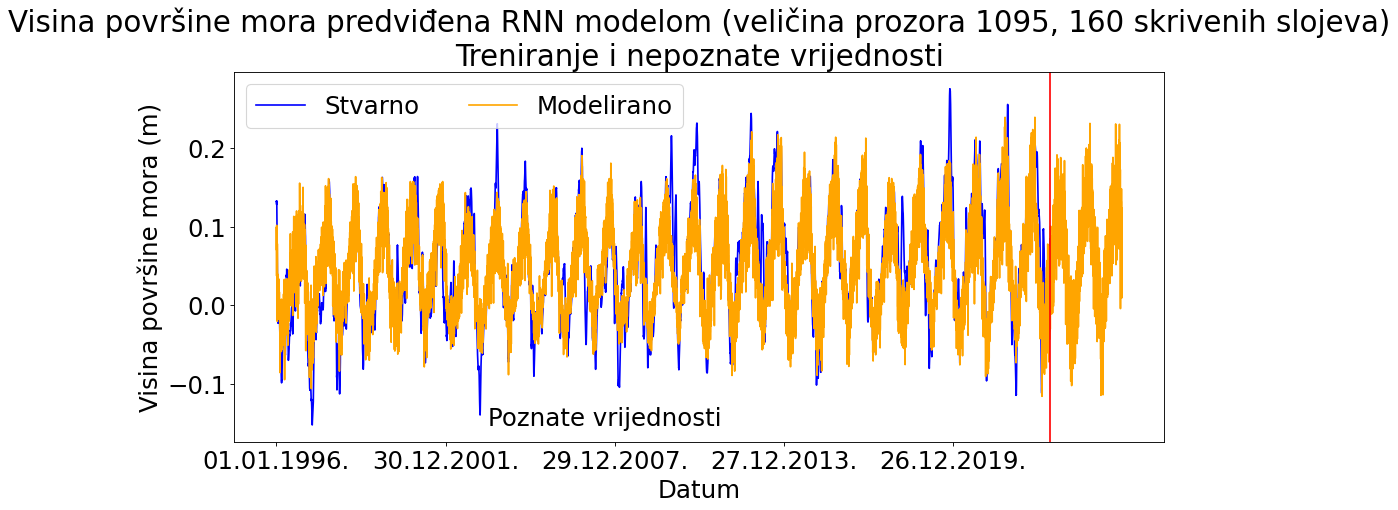 Visina površine mora predviđena RNN modelom (veličina prozora 1095, 160 skrivenih slojeva)
Treniranje i nepoznate vrijednosti
Stvarno
Modelirano
Visina površine mora (m)
0.2
0.1
0.0
−0.1
Poznate vrijednosti
01.01.1996.
30.12.2001.
29.12.2007.
27.12.2013.
26.12.2019.
Datum